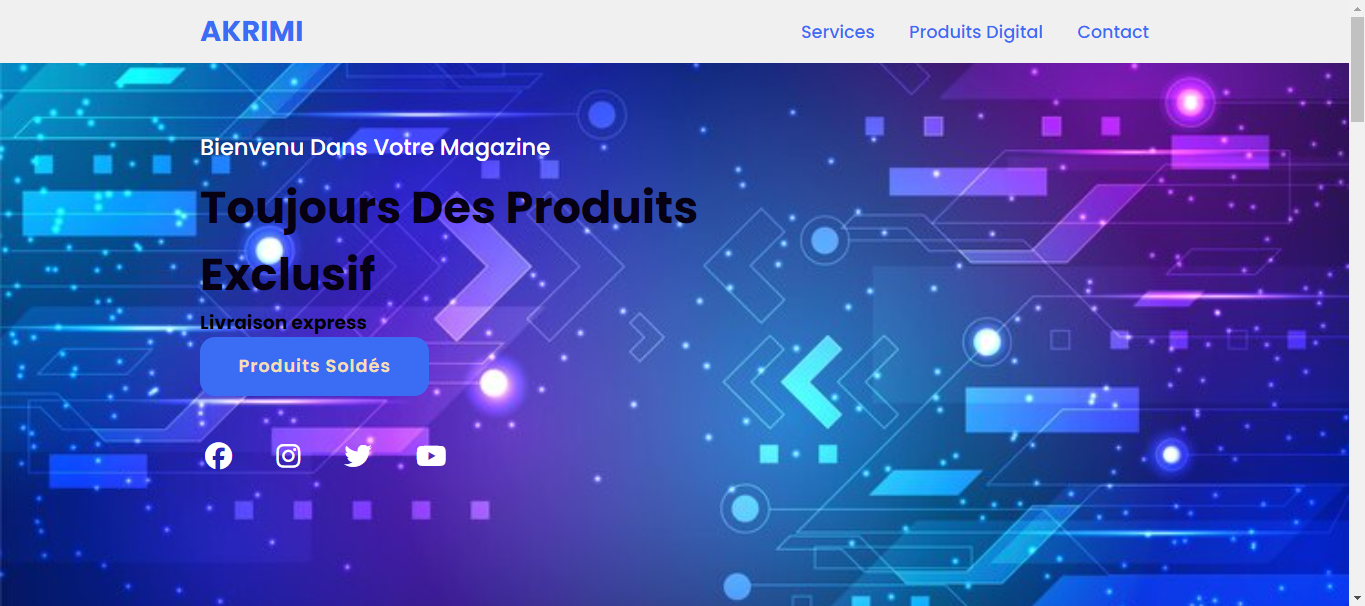 AKRIMI
Services Produits Digital Contact
Bienvenu Dans Votre Magazine
Toujours Des Produits
Exclusif
Livraison express
Produits Soldés